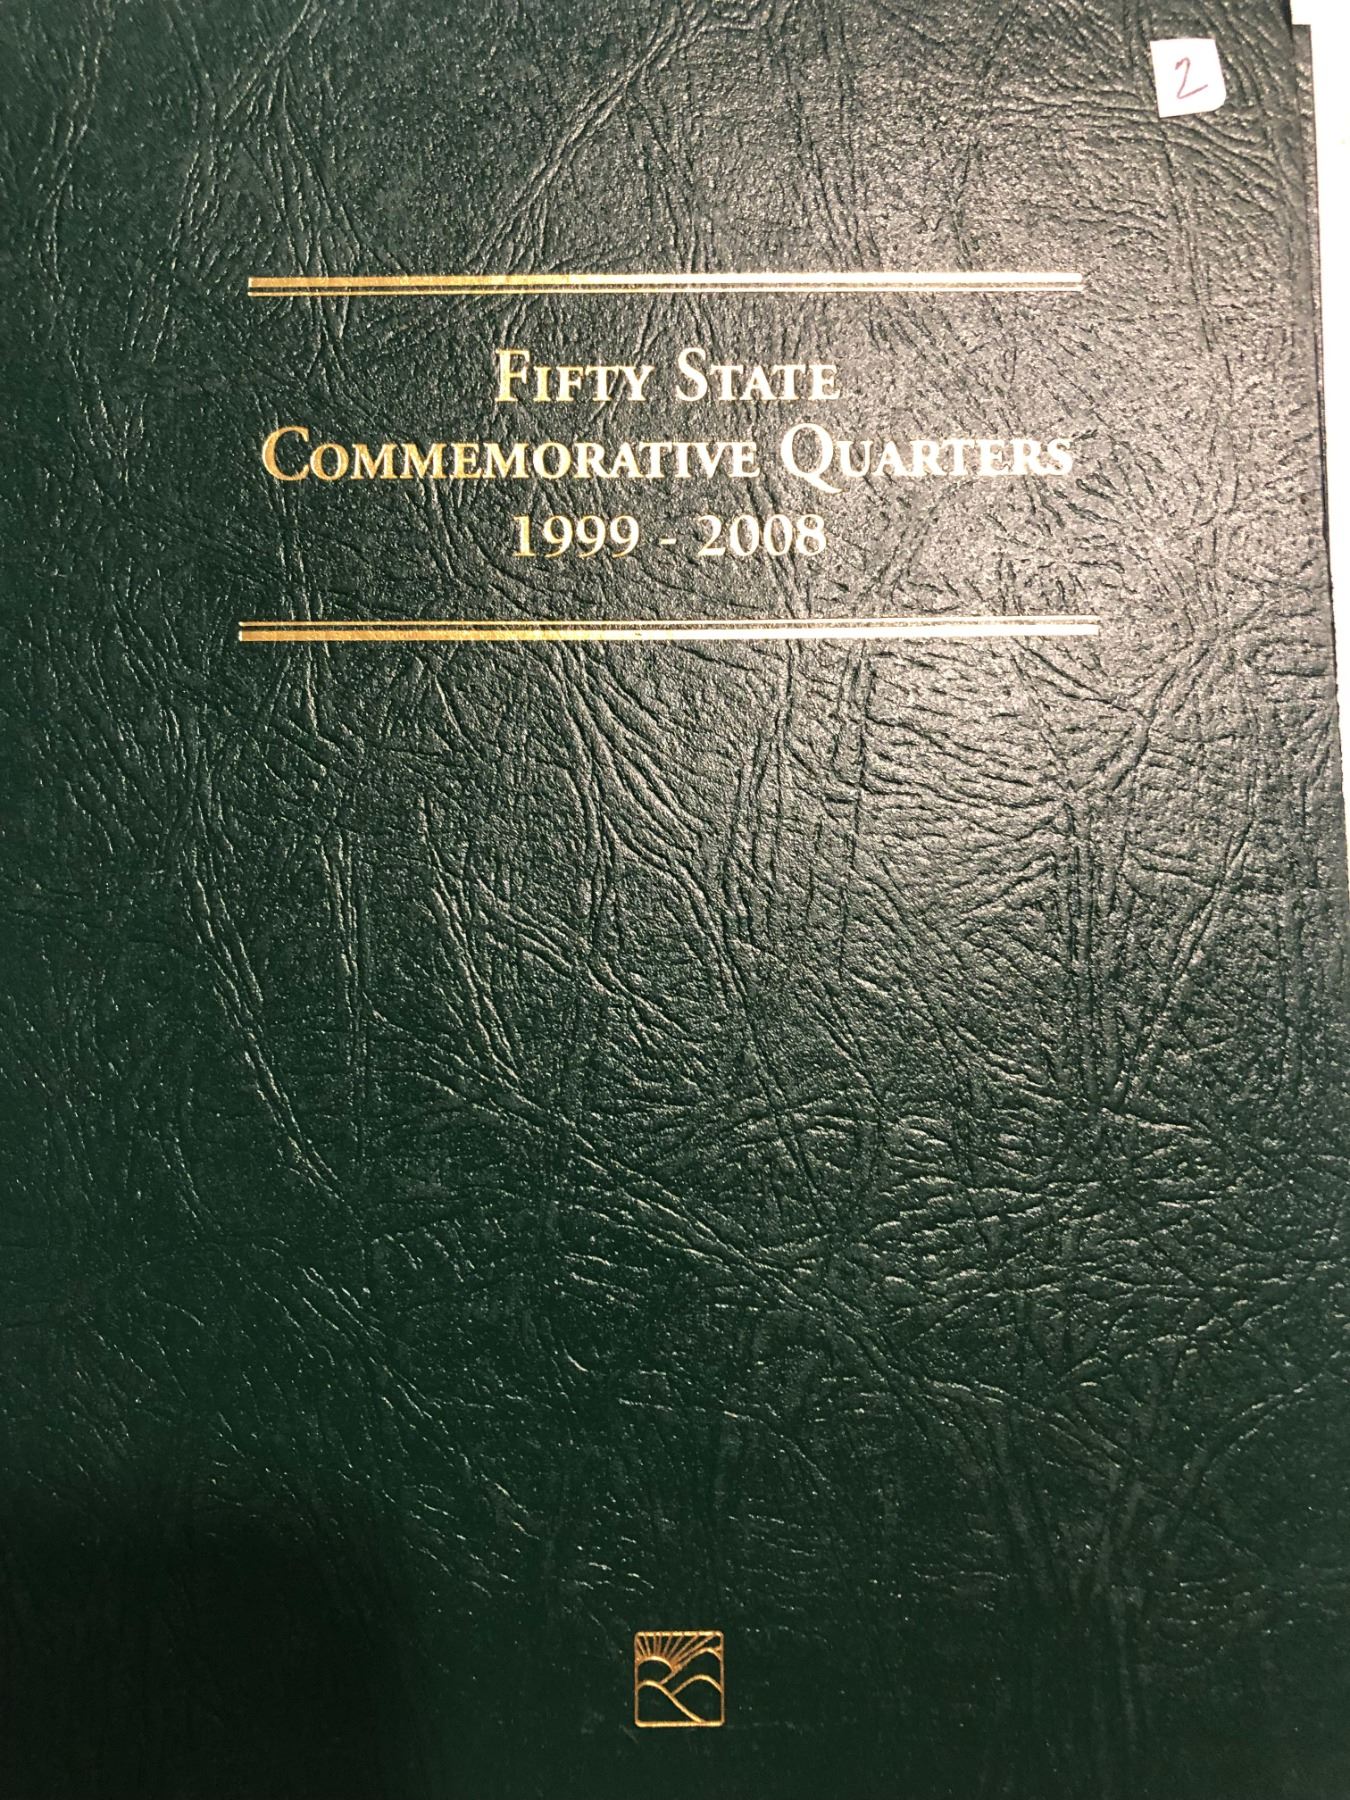 2
FIFTY STATE
COMMEMORATIVE QUARTERS
1999 - 2008